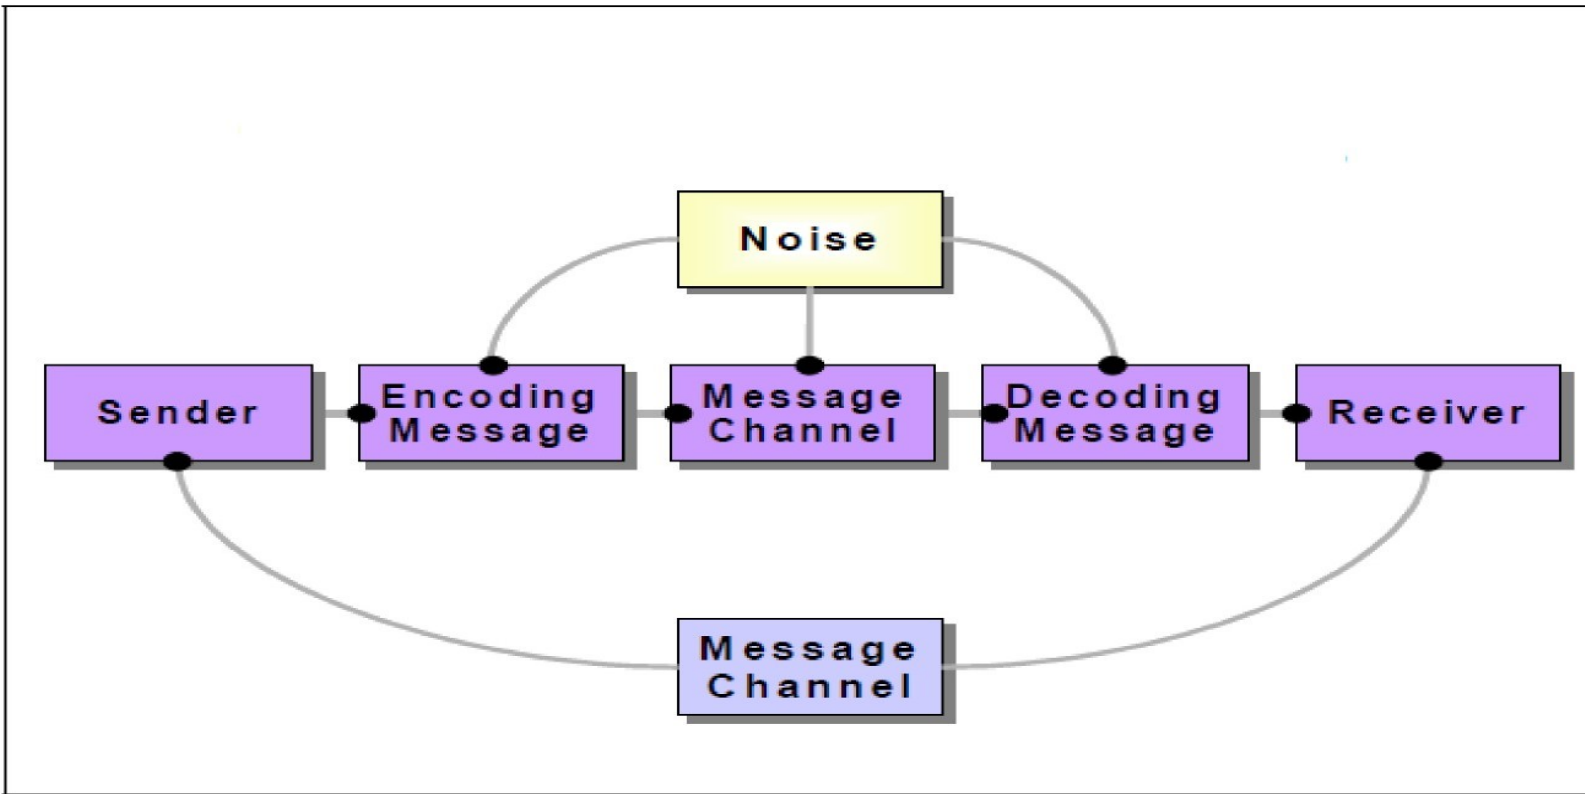 Noise
Sender
Encoding
Message
Message
Channel
Decoding
Message
Receiver
Message
Channel